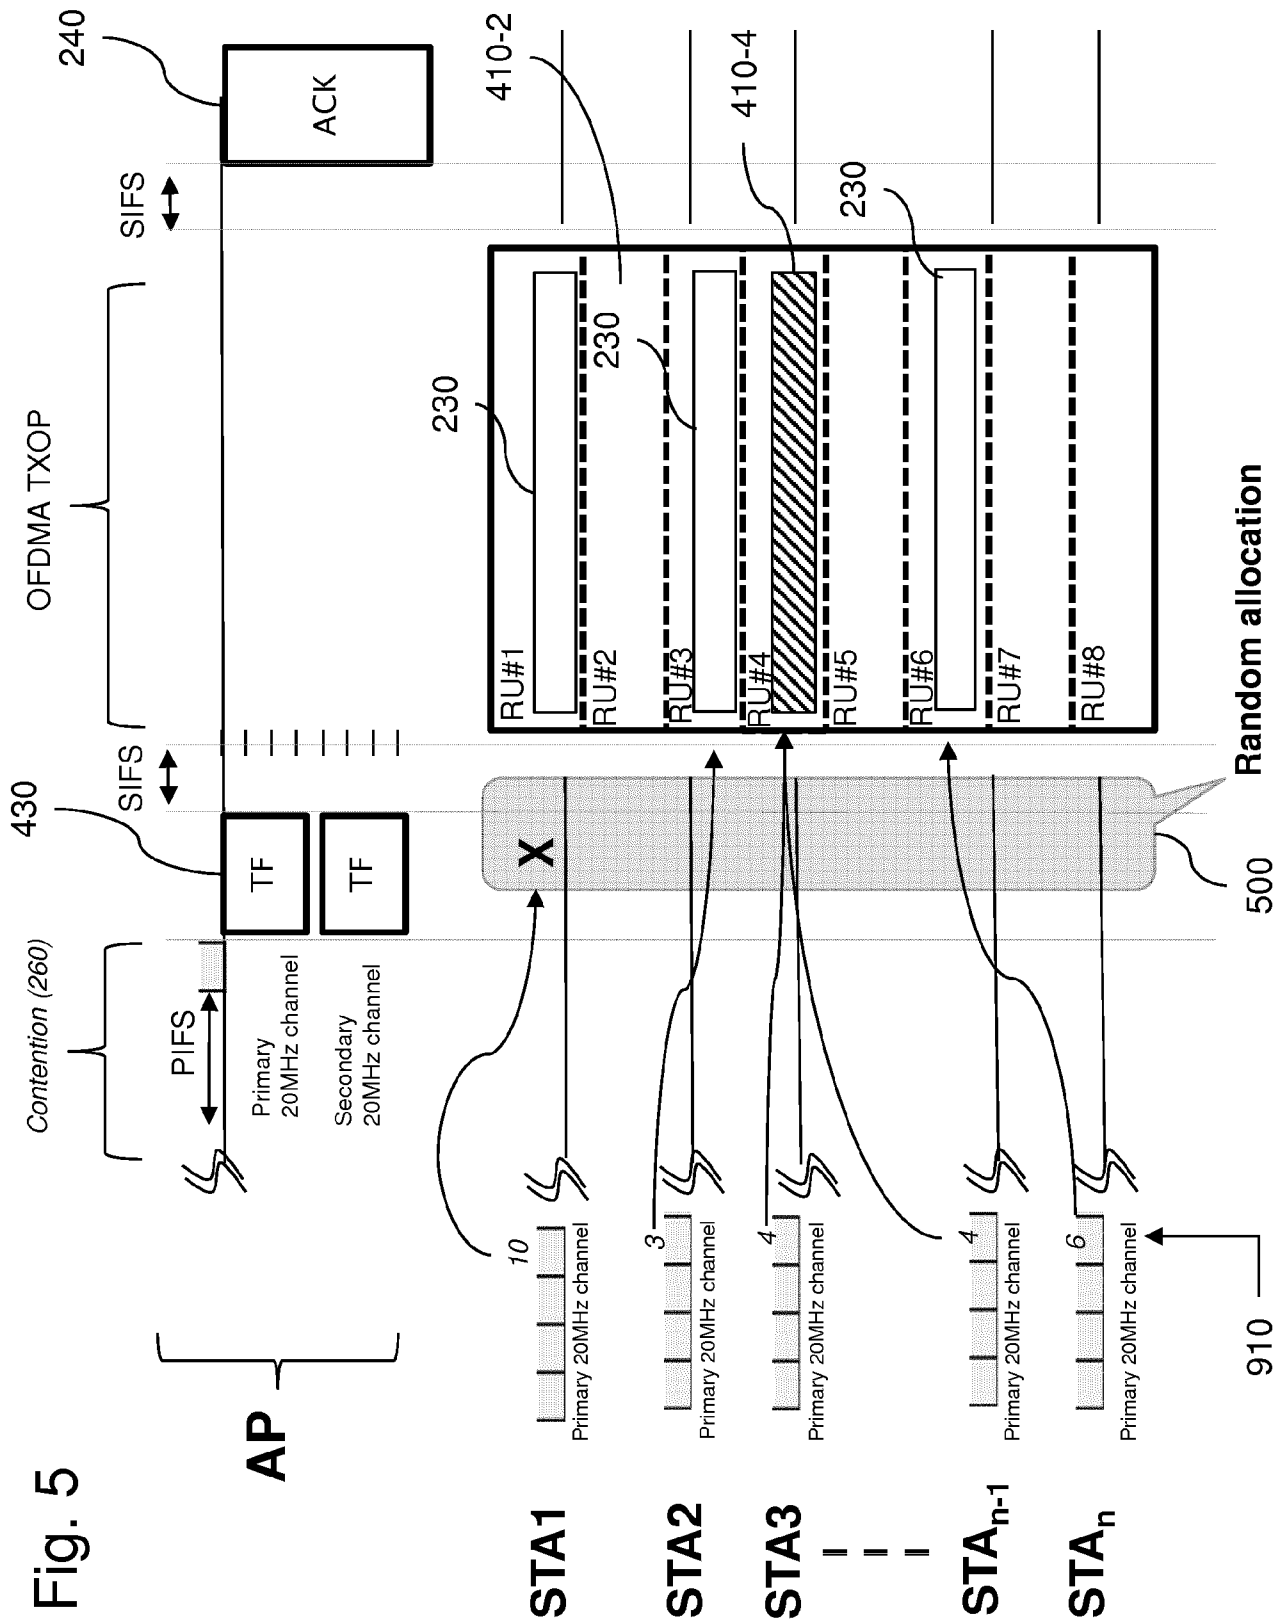 Fig. 5
240
430
OFDMA TXOP
Contention (260)
SIFS
SIFS
PIFS
AP
Primary
20MHz channel
Secondary
20MHz channel
TF
TF
ACK
230
410-2
230
410-4
230
STA1
10
Primary 20MHz channel
X
RU#1
RU#2
STA2
3
Primary 20MHz channel
RU#3
STA3
4
Primary 20MHz channel
RU#4
RU#5
STAn-1
4
Primary 20MHz channel
RU#6
RU#7
STAn
6
Primary 20MHz channel
RU#8
910
500
Random allocation